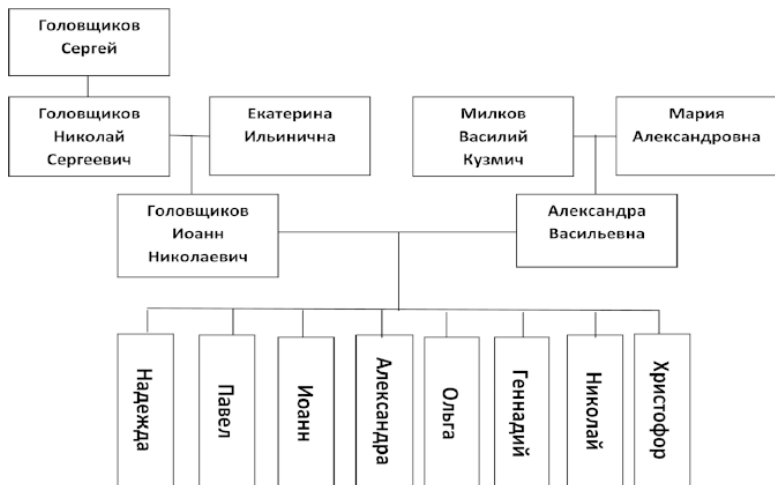 Головщиков
Сергей
Головщиков
Николай
Сергеевич
Екатерина
Ильинична
Милков
Василий
Кузмич
Мария
Александровна
Головщиков
Иоанн
Николаевич
Александра
Васильевна
Надежда
Павел
Иоанн
Александра
Ольга
Геннадий
Николай
Христофор